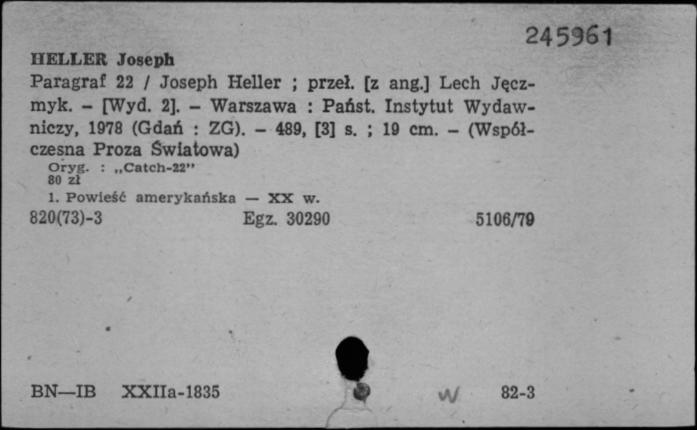 245961
HELLER Joseph
Paragraf 22 / Joseph Heller ; przeł. [z ang.] Lech Jęcz-
myk. — [Wyd. 2]. — Warszawa : Państ. Instytut Wydaw-
niczy, 1978 (Gdań : ZG). — 489, [3] s. ; 19 cm. — (Współ-
czesna Proza Światowa)
Oryg. : „Catch-22”
80 zł
1. Powieść amerykańska — XX w.
820(73)-3 Egz. 30290 5106/79
BN—IB XXIIa-1835 W 82-3